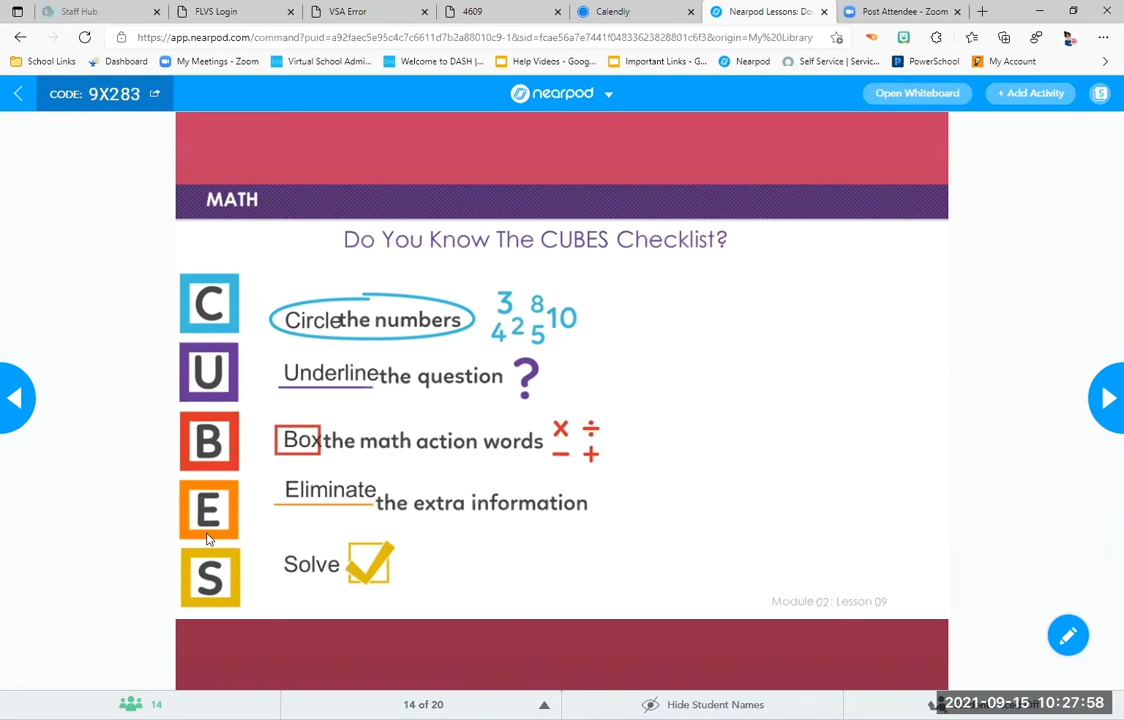 Staff Hub
FLVS Login
VSA Error
4609
Calendly
Nearpod Lessons: Do
Post Attendee - Zoom
https://app.nearpod.com/command?puid=a92faec5e95c4c7c6611d7b2a88010c9-1&sid=fcae56a7e7441f04833623828801c6f3&origin=My%20Library
School Links
Dashboard
My Meetings - Zoom
Virtual School Admi...
Welcome to DASH |...
Help Videos - Goog...
Important Links - G...
Nearpod
Self Service | Servic...
PowerSchool
My Account
CODE: 9X283
nearpod
Open Whiteboard
+ Add Activity
S
MATH
Do You Know The CUBES Checklist?
C
Circle the numbers
3 8 10
4 2 5
U
Underline the question ?
B
Box the math action words
× ÷
− +
E
Eliminate the extra information
S
Solve
Module 02: Lesson 09
14
14 of 20
Hide Student Names
2021-09-15 10:27:58